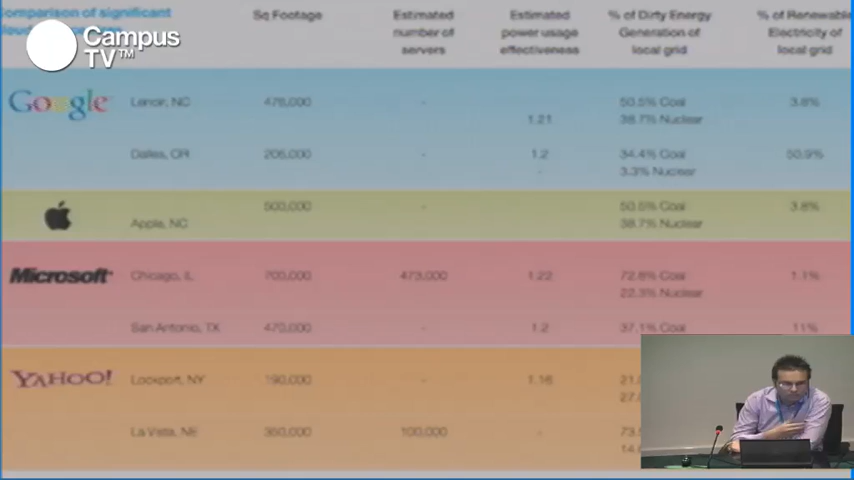 Comparison of significant
Campus
TV™
Sq Footage
Estimated
number of
servers
Estimated
power usage
effectiveness
% of Dirty Energy
Generation of
local grid
% of Renewable
Electricity of
local grid
Google
Lenoir, NC
476,000
-
1.21
50.5% Coal
38.7% Nuclear
3.8%
Dalles, OR
206,000
-
1.2
-
34.4% Coal
3.3% Nuclear
50.9%
Apple, NC
500,000
-
50.5% Coal
38.7% Nuclear
3.8%
Microsoft
Chicago, IL
700,000
473,000
1.22
72.8% Coal
22.3% Nuclear
1.1%
San Antonio, TX
470,000
-
1.2
37.1% Coal
11%
YAHOO!
Lockport, NY
190,000
-
1.16
21.
27.
La Vista, NE
350,000
100,000
-
73.
14.